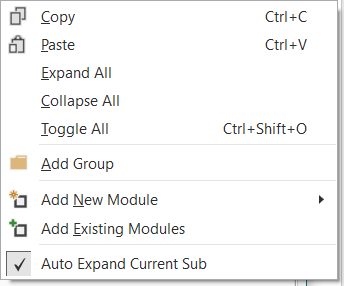 Copy Ctrl+C
Paste Ctrl+V
Expand All
Collapse All
Toggle All Ctrl+Shift+O
Add Group
Add New Module
Add Existing Modules
Auto Expand Current Sub